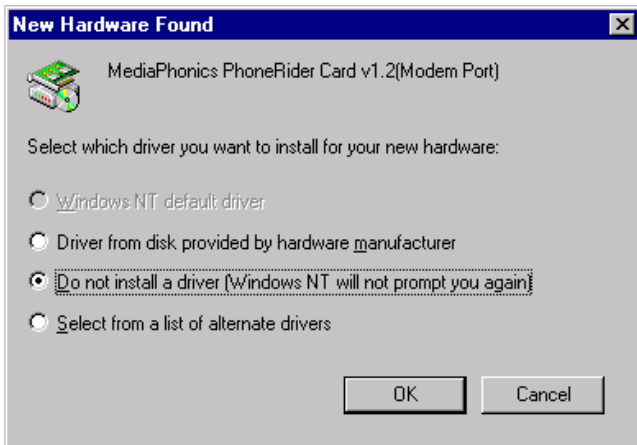 New Hardware Found
MediaPhonics PhoneRider Card v1.2(Modem Port)
Select which driver you want to install for your new hardware:
Windows NT default driver
Driver from disk provided by hardware manufacturer
Do not install a driver (Windows NT will not prompt you again)
Select from a list of alternate drivers
OK Cancel